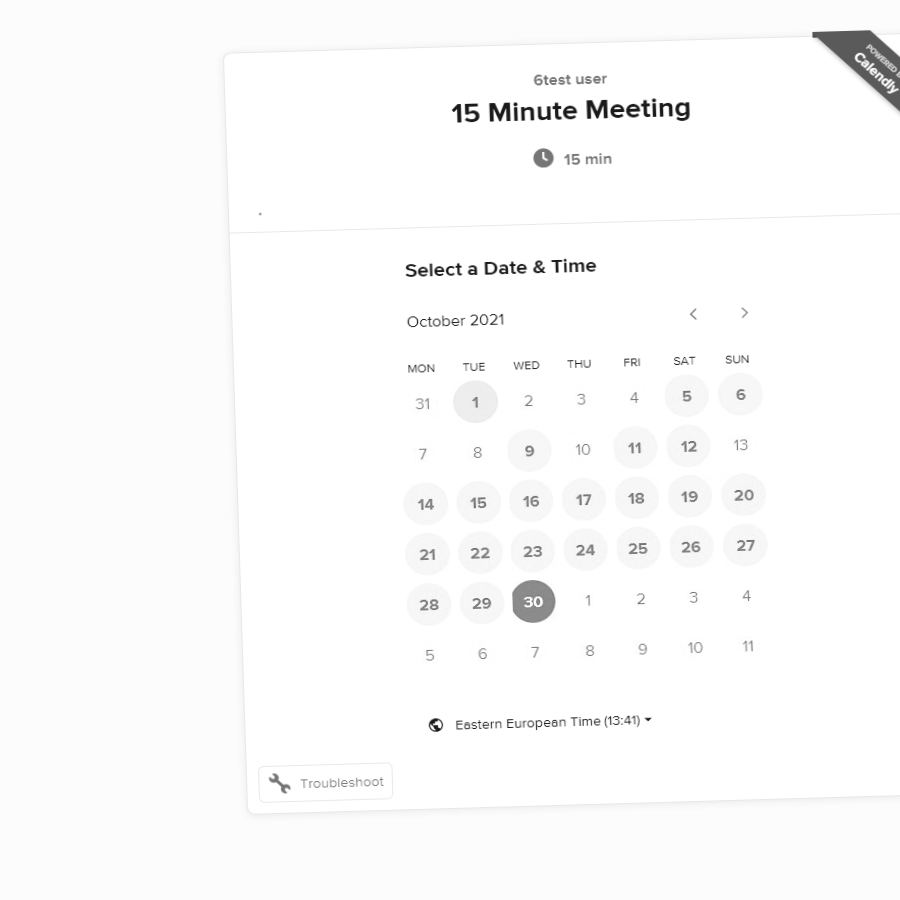 6test user
15 Minute Meeting
15 min
POWERED
Calendly
.
Select a Date & Time
October 2021
MON TUE WED THU FRI SAT SUN
31 1 2 3 4 5 6
7 8 9 10 11 12 13
14 15 16 17 18 19 20
21 22 23 24 25 26 27
28 29 30 1 2 3 4
5 6 7 8 9 10 11
Eastern European Time (13:41)
Troubleshoot